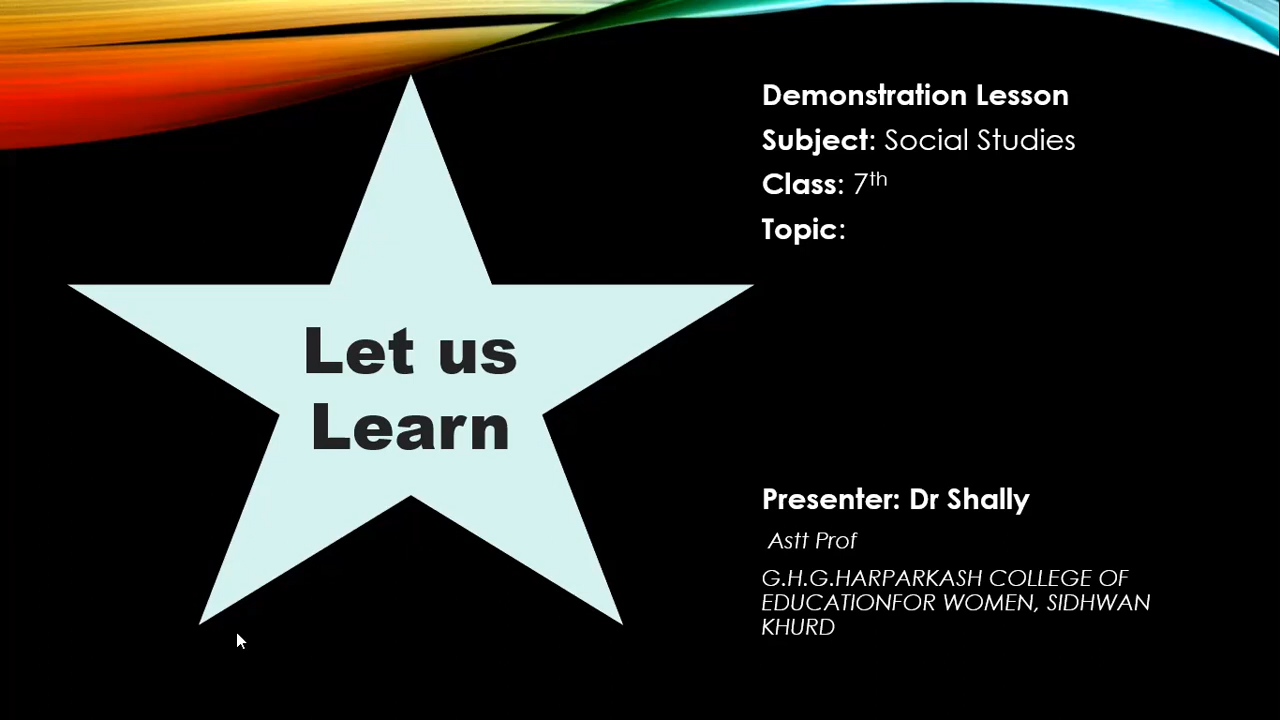 Let us
Learn
Demonstration Lesson
Subject: Social Studies
Class: 7th
Topic:
Presenter: Dr Shally
Astt Prof
G.H.G.HARPARKASH COLLEGE OF
EDUCATIONFOR WOMEN, SIDHWAN
KHURD